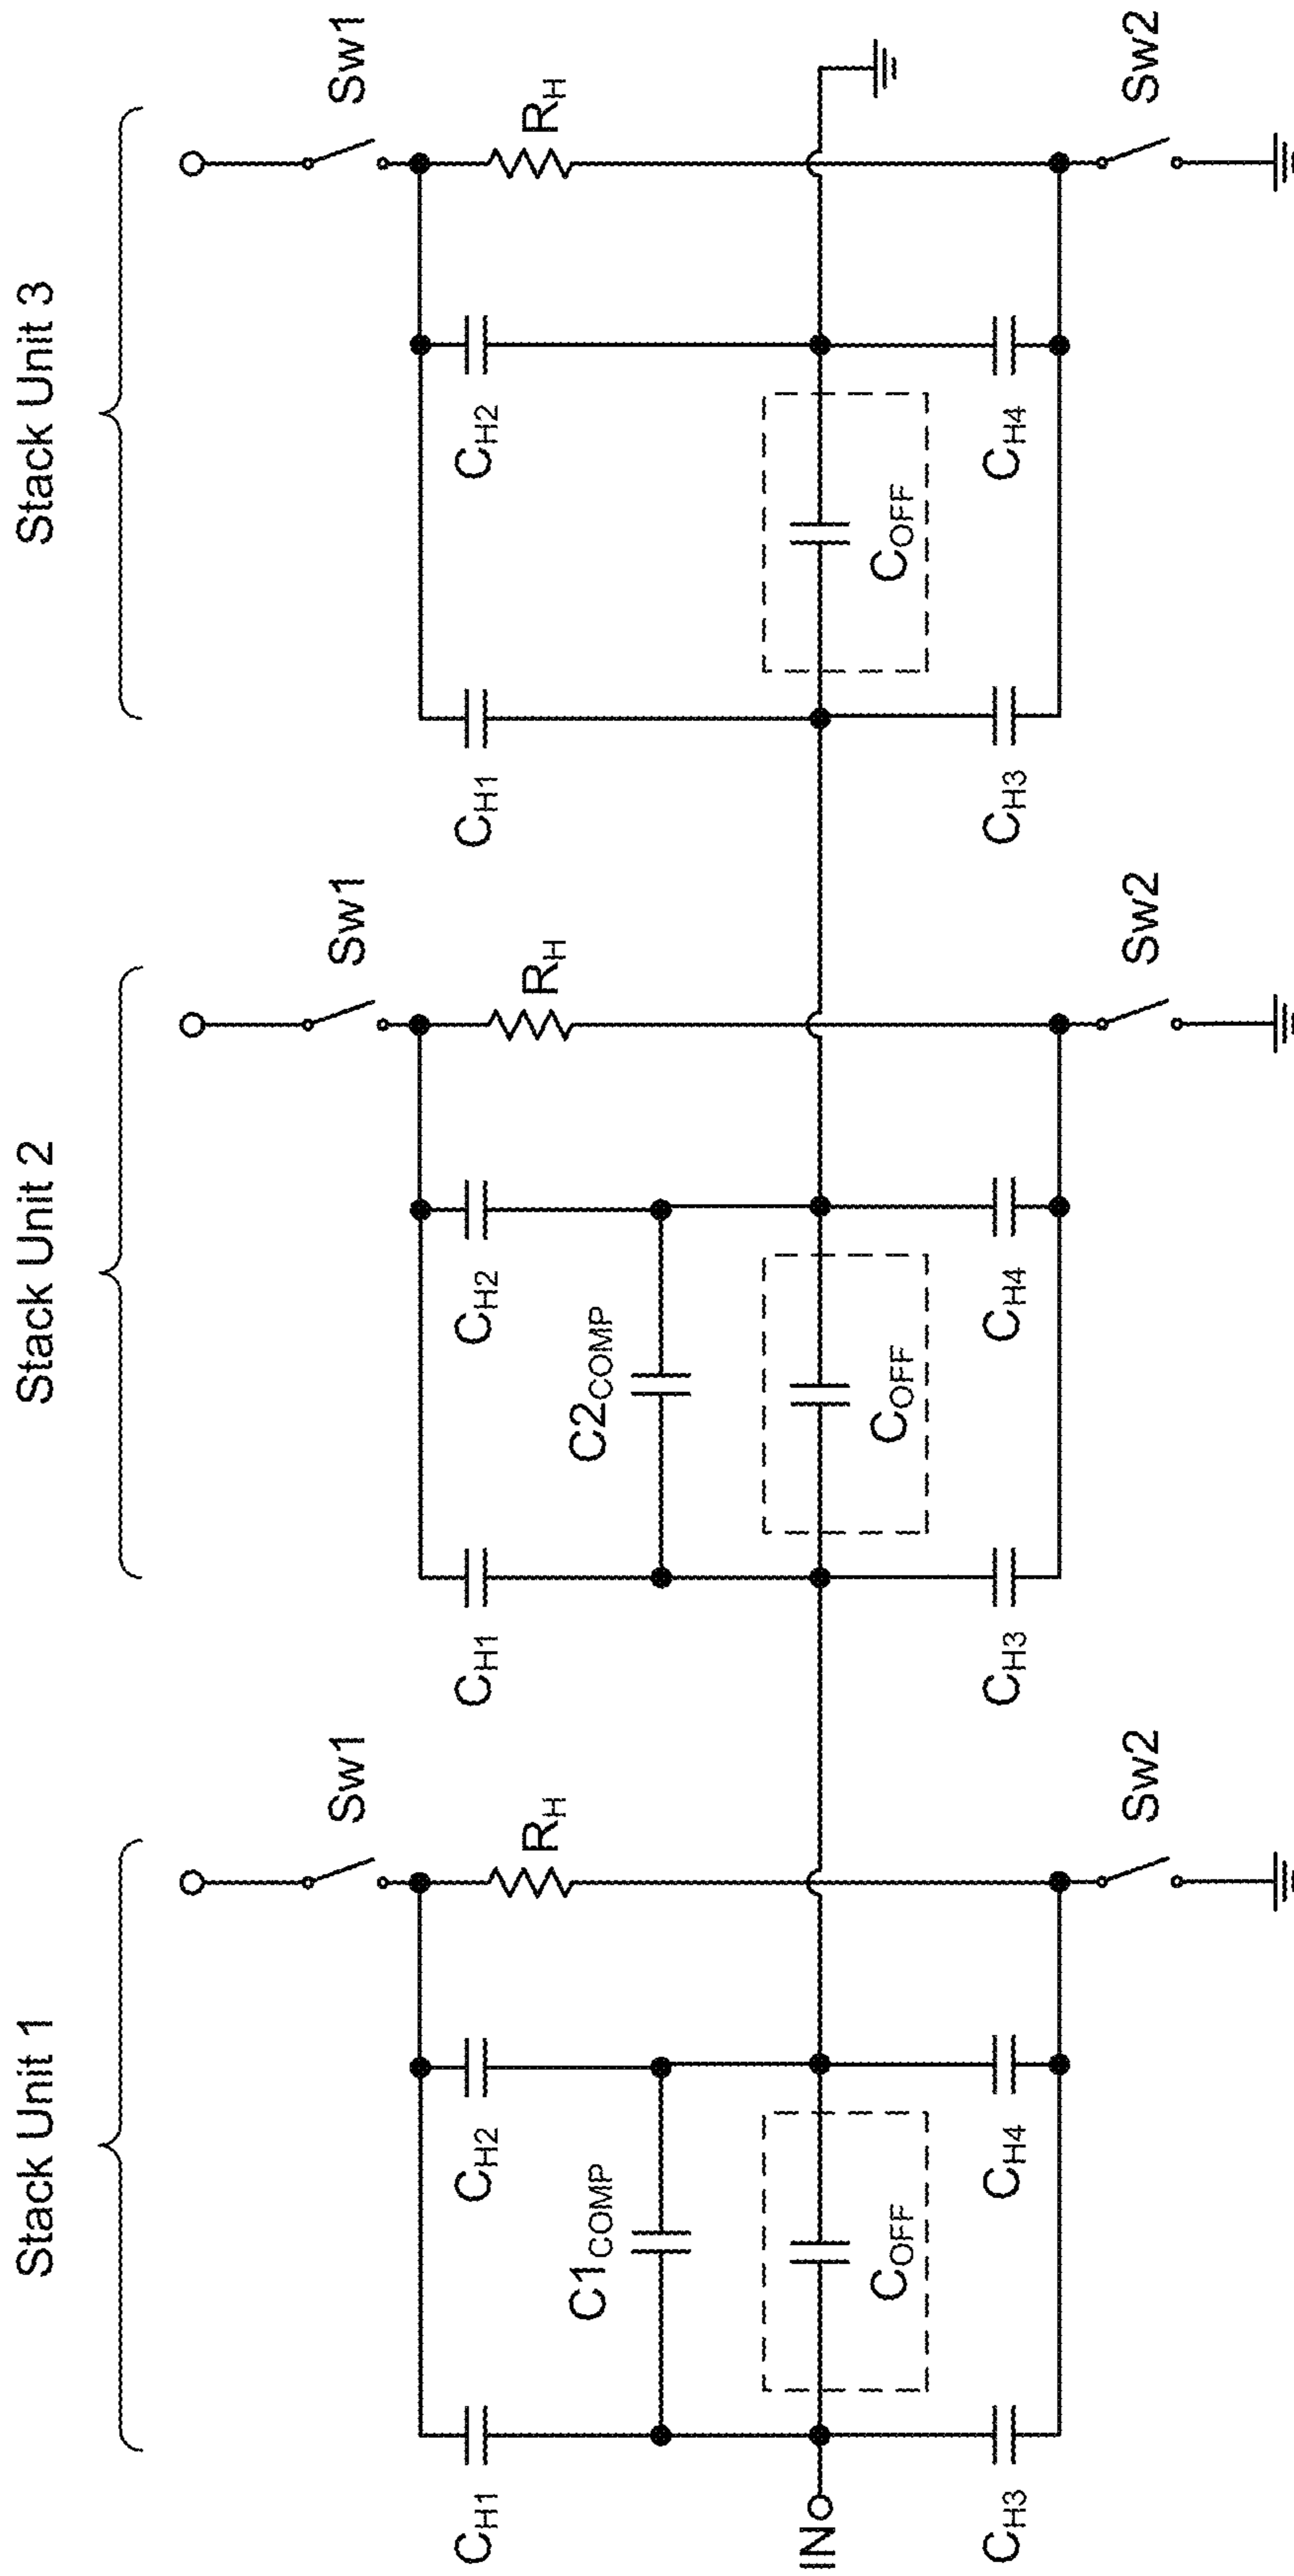 Stack Unit 1
Stack Unit 2
Stack Unit 3
Sw1
Sw1
Sw1
CH1
CH2
RH
CH1
CH2
RH
CH1
CH2
RH
C1COMP
C2COMP
INo
COFF
COFF
COFF
CH3
CH4
CH3
CH4
CH3
CH4
Sw2
Sw2
Sw2